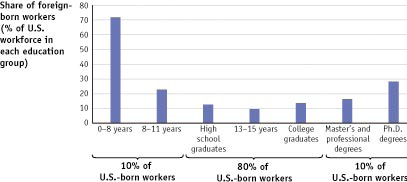 Share of foreign-
born workers
(% of U.S.
workforce in
each education
group)
80
70
60
50
40
30
20
10
0
0–8 years
8–11 years
High
school
graduates
13–15 years
College
graduates
Master's and
professional
degrees
Ph.D.
degrees
10% of
U.S.-born workers
80% of
U.S.-born workers
10% of
U.S.-born workers